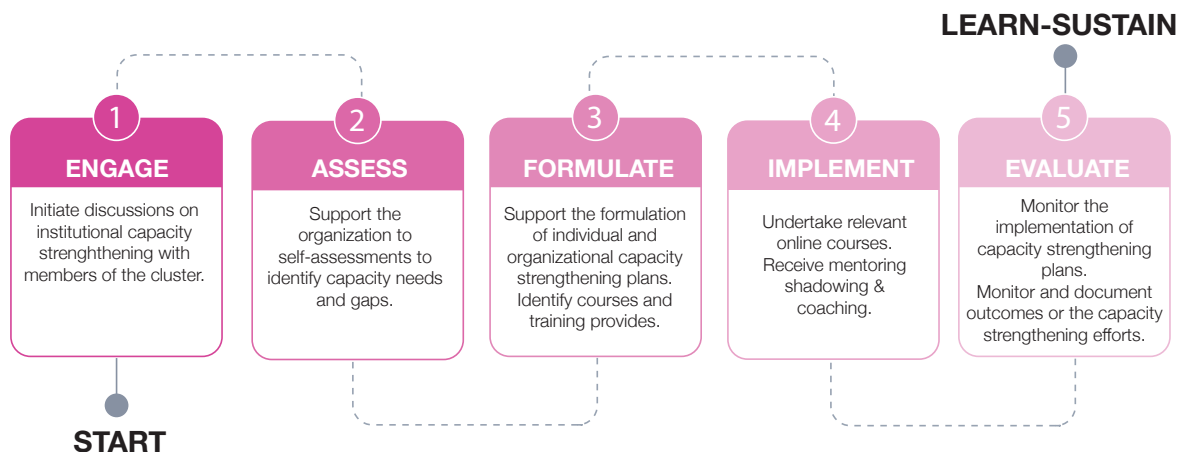 LEARN-SUSTAIN
1
ENGAGE
Initiate discussions on
institutional capacity
strenghthening with
members of the cluster.
START
2
ASSESS
Support the
organization to
self-assessments to
identify capacity needs
and gaps.
3
FORMULATE
Support the formulation
of individual and
organizational capacity
strengthening plans.
Identify courses and
training provides.
4
IMPLEMENT
Undertake relevant
online courses.
Receive mentoring
shadowing &
coaching.
5
EVALUATE
Monitor the
implementation of
capacity strengthening
plans.
Monitor and document
outcomes or the capacity
strengthening efforts.